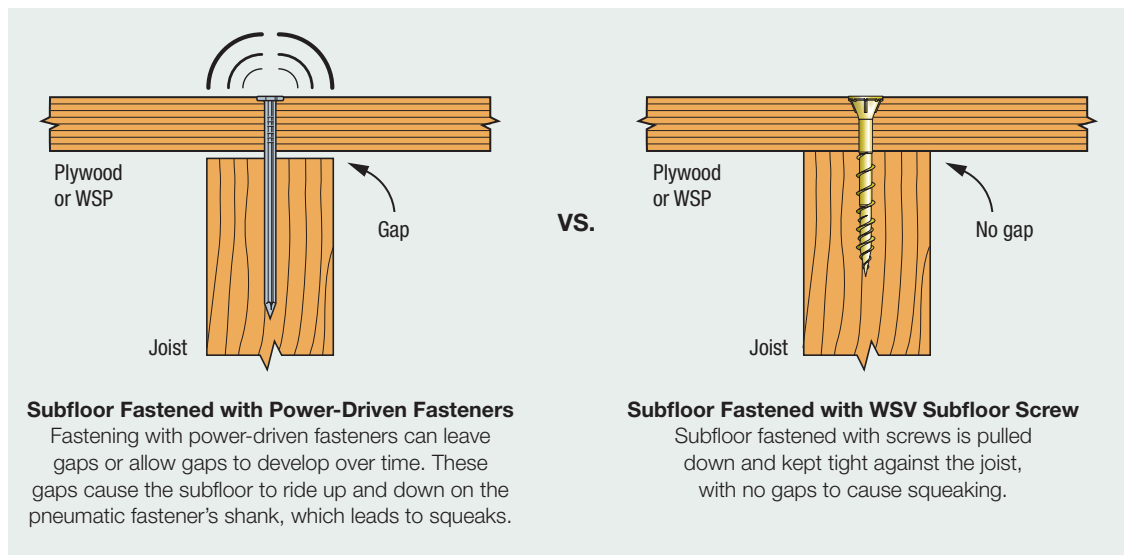 Plywood
or WSP
Gap
Joist
VS.
Plywood
or WSP
No gap
Joist
Subfloor Fastened with Power-Driven Fasteners
Fastening with power-driven fasteners can leave
gaps or allow gaps to develop over time. These
gaps cause the subfloor to ride up and down on the
pneumatic fastener’s shank, which leads to squeaks.
Subfloor Fastened with WSV Subfloor Screw
Subfloor fastened with screws is pulled
down and kept tight against the joist,
with no gaps to cause squeaking.